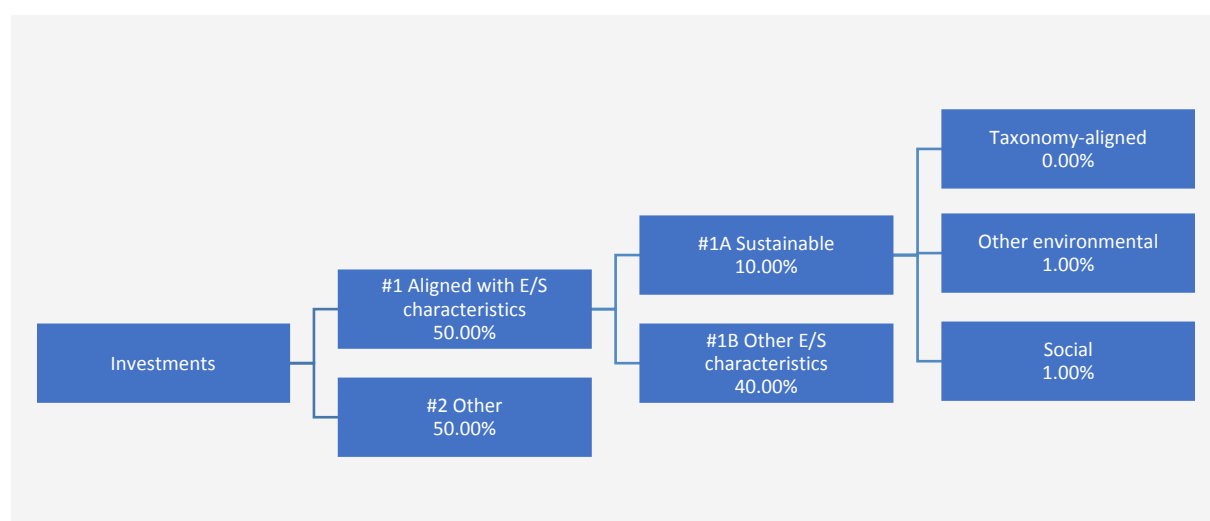 Investments
#1 Aligned with E/S
characteristics
50.00%
#2 Other
50.00%
#1A Sustainable
10.00%
#1B Other E/S
characteristics
40.00%
Taxonomy-aligned
0.00%
Other environmental
1.00%
Social
1.00%